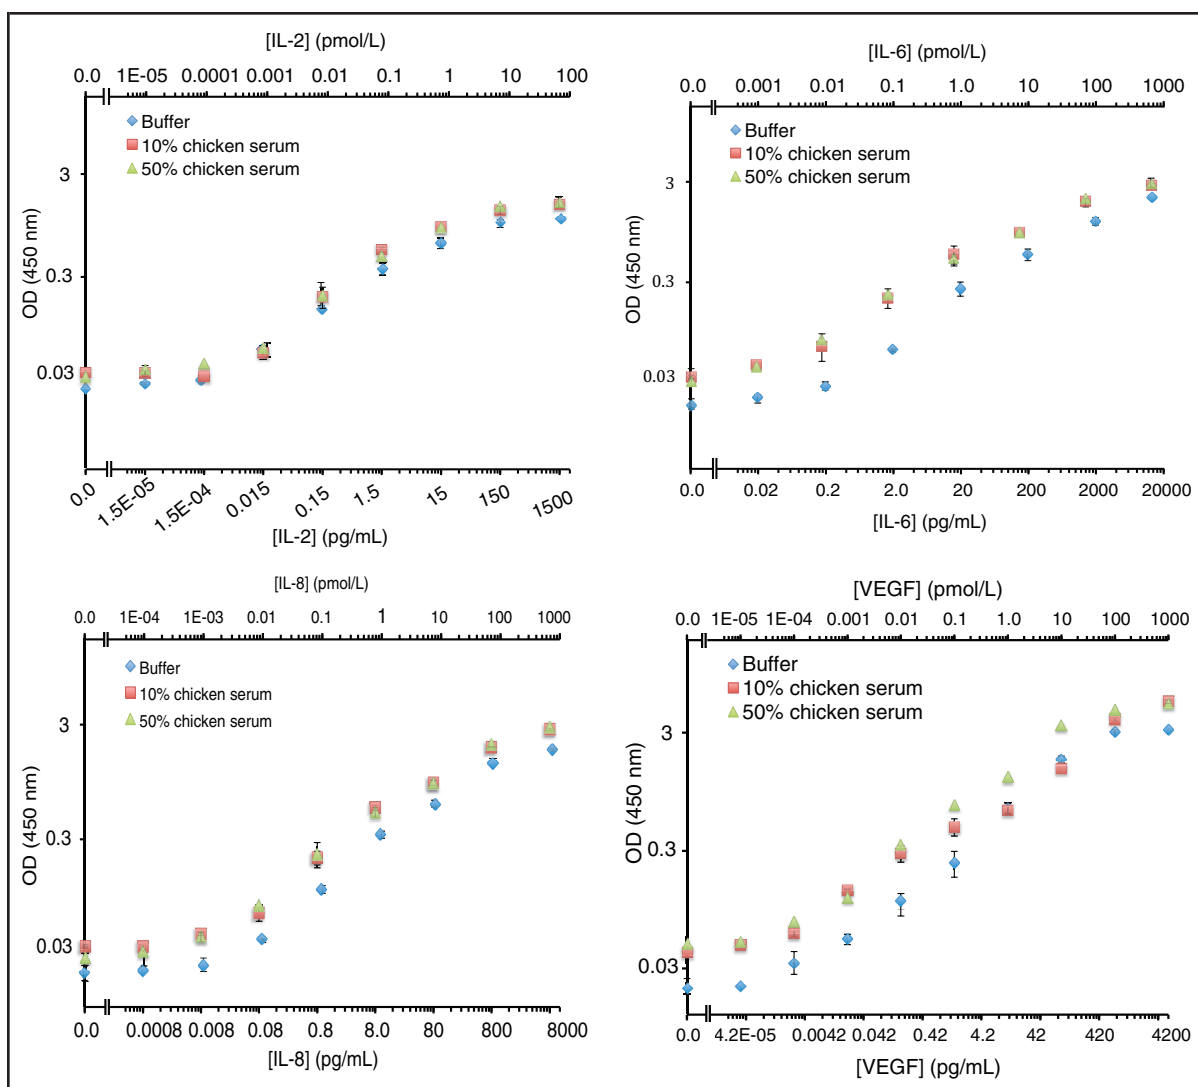 [IL-2] (pmol/L)
0.0 1E-05 0.0001 0.001 0.01 0.1 1 10 100
Buffer
10% chicken serum
50% chicken serum
3
0.3
0.03
OD (450 nm)
0.0 1.5E-05 1.5E-04 0.015 0.15 1.5 15 150 1500
[IL-2] (pg/mL)
[IL-6] (pmol/L)
0.0 0.001 0.01 0.1 1.0 10 100 1000
Buffer
10% chicken serum
50% chicken serum
3
0.3
0.03
OD (450 nm)
0.0 0.02 0.2 2.0 20 200 2000 20000
[IL-6] (pg/mL)
[IL-8] (pmol/L)
0.0 1E-04 1E-03 0.01 0.1 1 10 100 1000
Buffer
10% chicken serum
50% chicken serum
3
0.3
0.03
OD (450 nm)
0.0 0.0008 0.008 0.08 0.8 8.0 80 800 8000
[IL-8] (pg/mL)
[VEGF] (pmol/L)
0.0 1E-05 1E-04 0.001 0.01 0.1 1.0 10 100 1000
Buffer
10% chicken serum
50% chicken serum
3
0.3
0.03
OD (450 nm)
0.0 4.2E-05 0.0042 0.042 0.42 4.2 42 420 4200
[VEGF] (pg/mL)